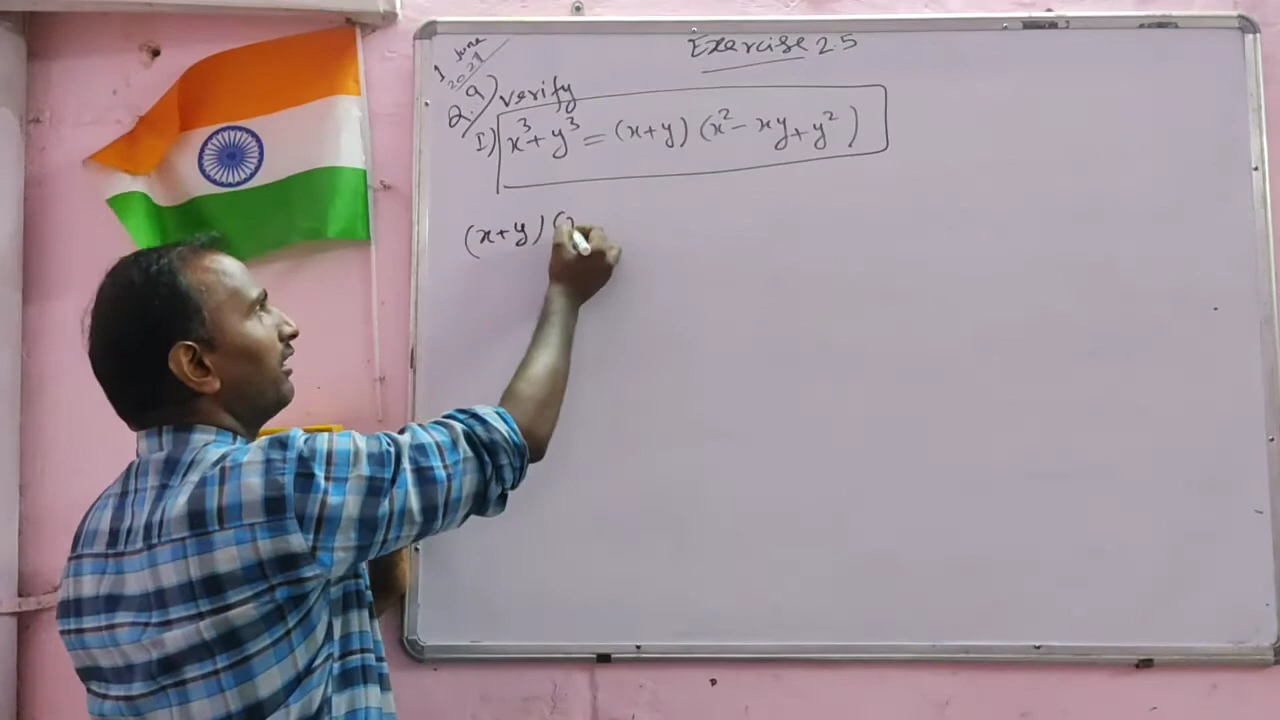 Exercise 2.5
1 June
2021
Q.9) verify
I) x³+y³ = (x+y) (x² - xy + y²)
(x+y) (